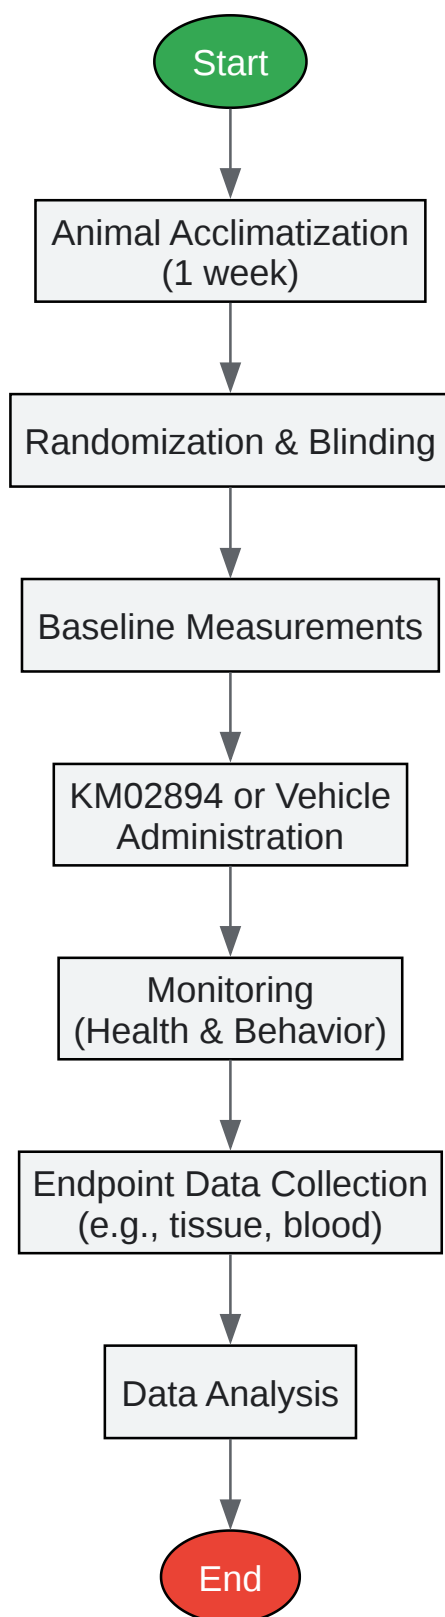 Start
Animal Acclimatization
(1 week)
Randomization & Blinding
Baseline Measurements
KM02894 or Vehicle
Administration
Monitoring
(Health & Behavior)
Endpoint Data Collection
(e.g., tissue, blood)
Data Analysis
End